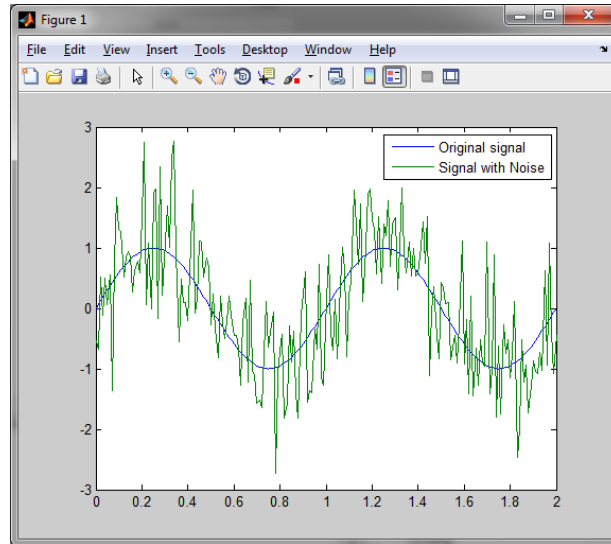 Figure 1
File Edit View Insert Tools Desktop Window Help
3
2
1
0
-1
-2
-3
0 0.2 0.4 0.6 0.8 1 1.2 1.4 1.6 1.8 2
Original signal
Signal with Noise